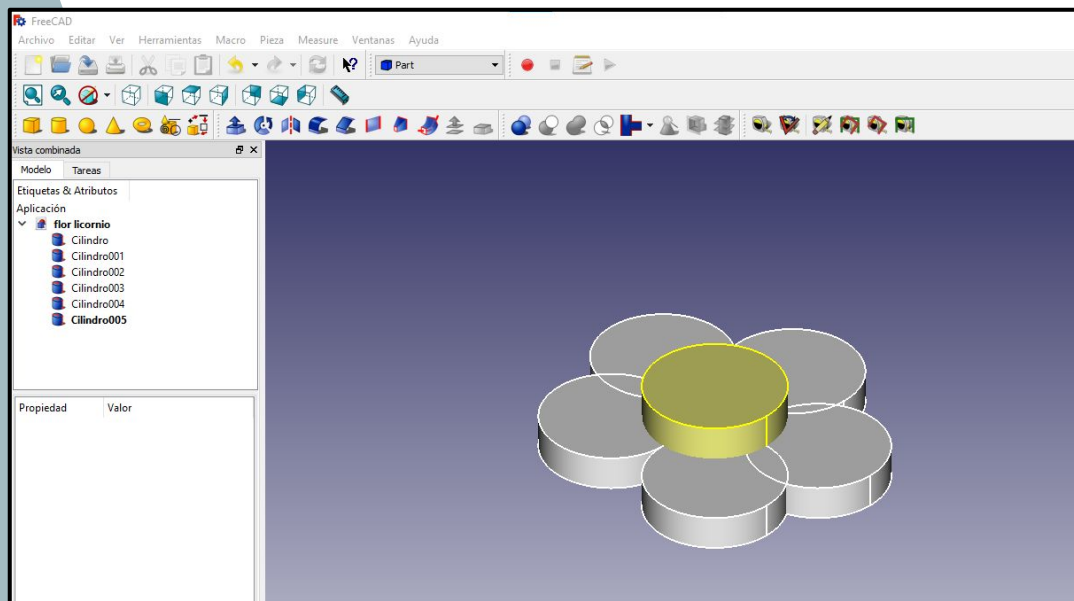 FreeCAD
Archivo Editar Ver Herramientas Macro Pieza Measure Ventanas Ayuda
Part
Vista combinada
Modelo Tareas
Etiquetas & Atributos
Aplicación
flor licornio
Cilindro
Cilindro001
Cilindro002
Cilindro003
Cilindro004
Cilindro005
Propiedad Valor